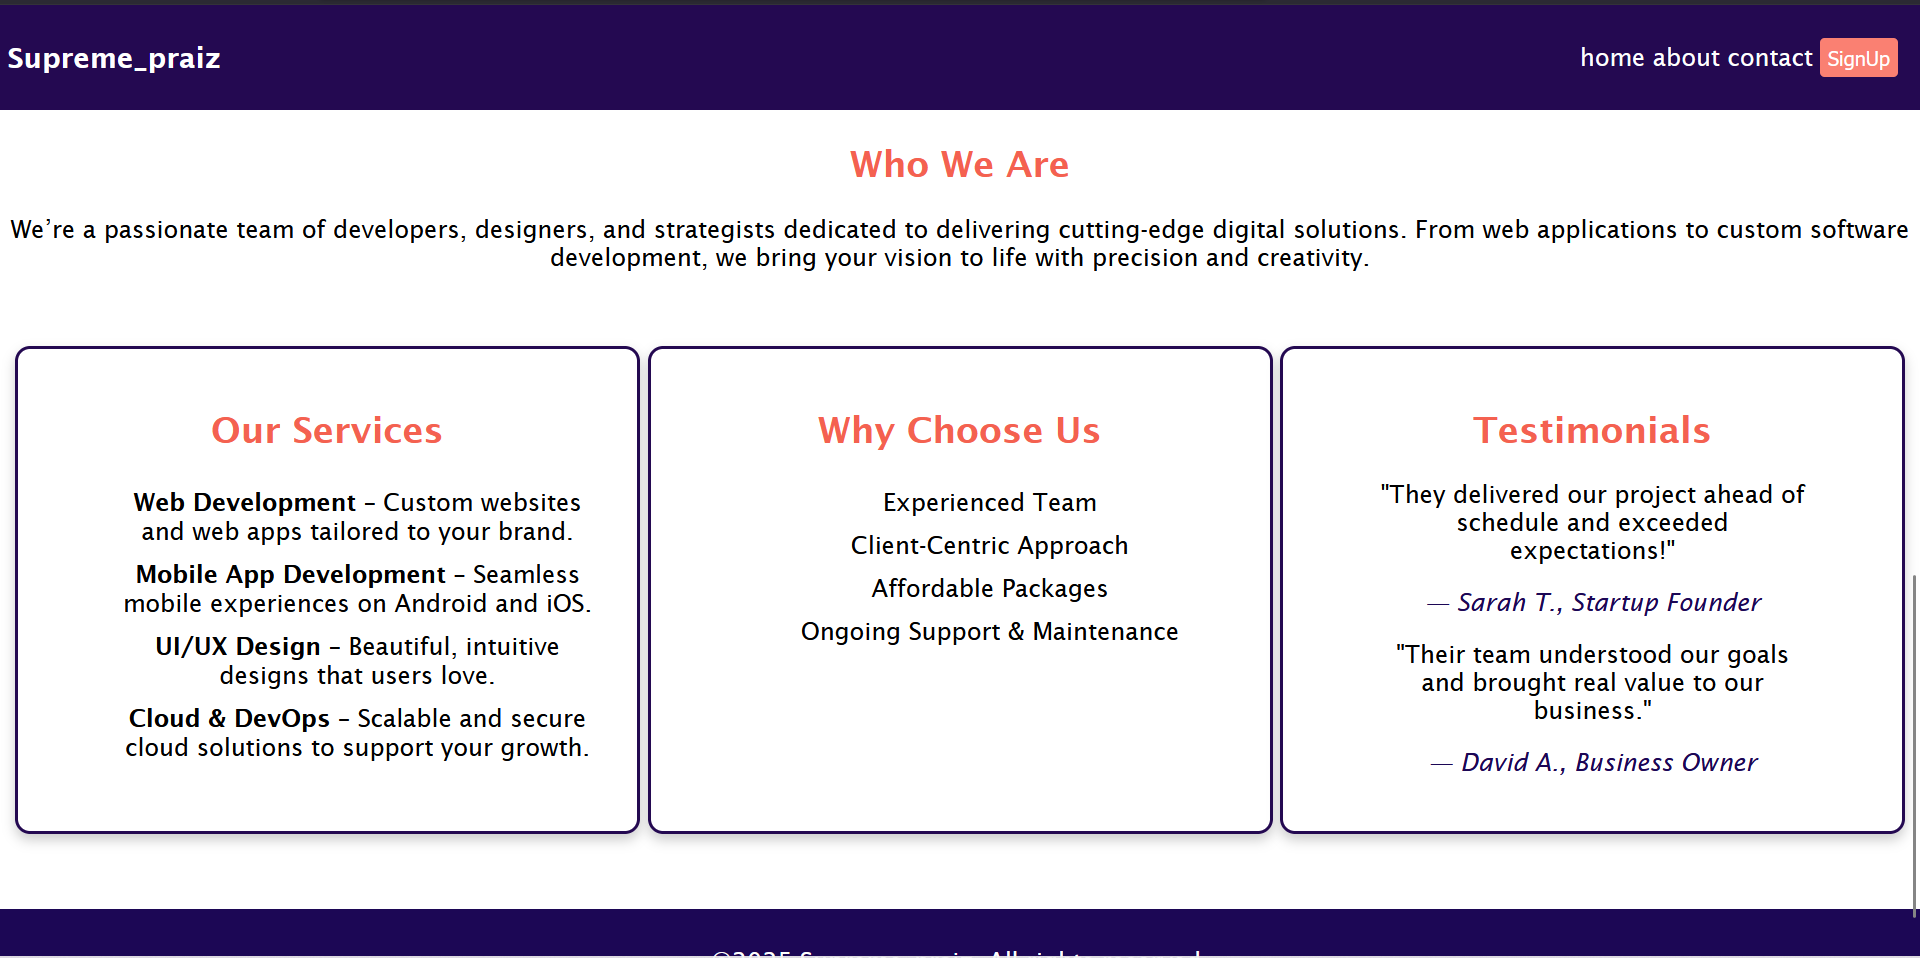 Supreme_praiz
home about contact SignUp
Who We Are
We’re a passionate team of developers, designers, and strategists dedicated to delivering cutting-edge digital solutions. From web applications to custom software
development, we bring your vision to life with precision and creativity.
Our Services
Web Development – Custom websites
and web apps tailored to your brand.
Mobile App Development – Seamless
mobile experiences on Android and iOS.
UI/UX Design – Beautiful, intuitive
designs that users love.
Cloud & DevOps – Scalable and secure
cloud solutions to support your growth.
Why Choose Us
Experienced Team
Client-Centric Approach
Affordable Packages
Ongoing Support & Maintenance
Testimonials
"They delivered our project ahead of
schedule and exceeded
expectations!"
— Sarah T., Startup Founder
"Their team understood our goals
and brought real value to our
business."
— David A., Business Owner